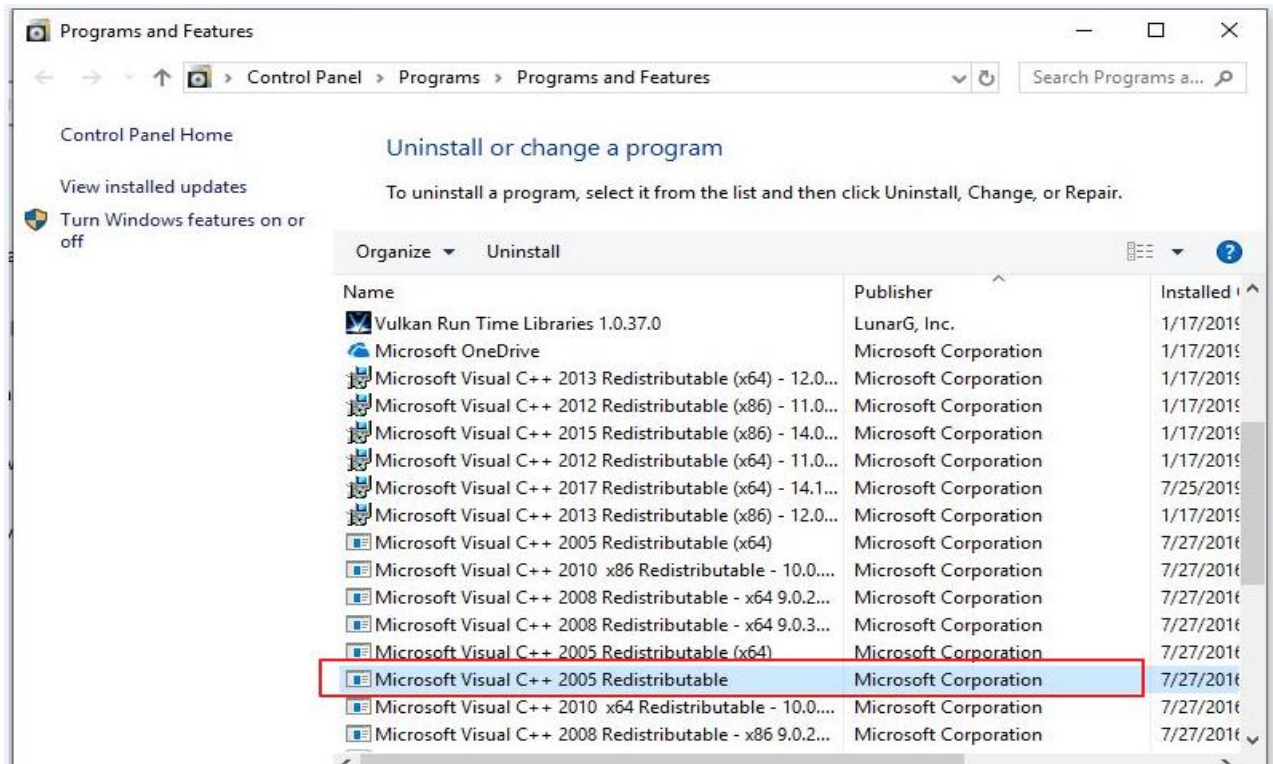 Programs and Features
Control Panel > Programs > Programs and Features
Search Programs a...
Control Panel Home
View installed updates
Turn Windows features on or
off
Uninstall or change a program
To uninstall a program, select it from the list and then click Uninstall, Change, or Repair.
Organize Uninstall
Name Publisher Installed
Vulkan Run Time Libraries 1.0.37.0 LunarG, Inc. 1/17/2019
Microsoft OneDrive Microsoft Corporation 1/17/2019
Microsoft Visual C++ 2013 Redistributable (x64) - 12.0... Microsoft Corporation 1/17/2019
Microsoft Visual C++ 2012 Redistributable (x86) - 11.0... Microsoft Corporation 1/17/2019
Microsoft Visual C++ 2015 Redistributable (x86) - 14.0... Microsoft Corporation 1/17/2019
Microsoft Visual C++ 2012 Redistributable (x64) - 11.0... Microsoft Corporation 1/17/2019
Microsoft Visual C++ 2017 Redistributable (x64) - 14.1... Microsoft Corporation 7/25/2019
Microsoft Visual C++ 2013 Redistributable (x86) - 12.0... Microsoft Corporation 1/17/2019
Microsoft Visual C++ 2005 Redistributable (x64) Microsoft Corporation 7/27/2016
Microsoft Visual C++ 2010 x86 Redistributable - 10.0.... Microsoft Corporation 7/27/2016
Microsoft Visual C++ 2008 Redistributable - x64 9.0.2... Microsoft Corporation 7/27/2016
Microsoft Visual C++ 2008 Redistributable - x64 9.0.3... Microsoft Corporation 7/27/2016
Microsoft Visual C++ 2005 Redistributable (x64) Microsoft Corporation 7/27/2016
Microsoft Visual C++ 2005 Redistributable Microsoft Corporation 7/27/2016
Microsoft Visual C++ 2010 x64 Redistributable - 10.0.... Microsoft Corporation 7/27/2016
Microsoft Visual C++ 2008 Redistributable - x86 9.0.2... Microsoft Corporation 7/27/2016